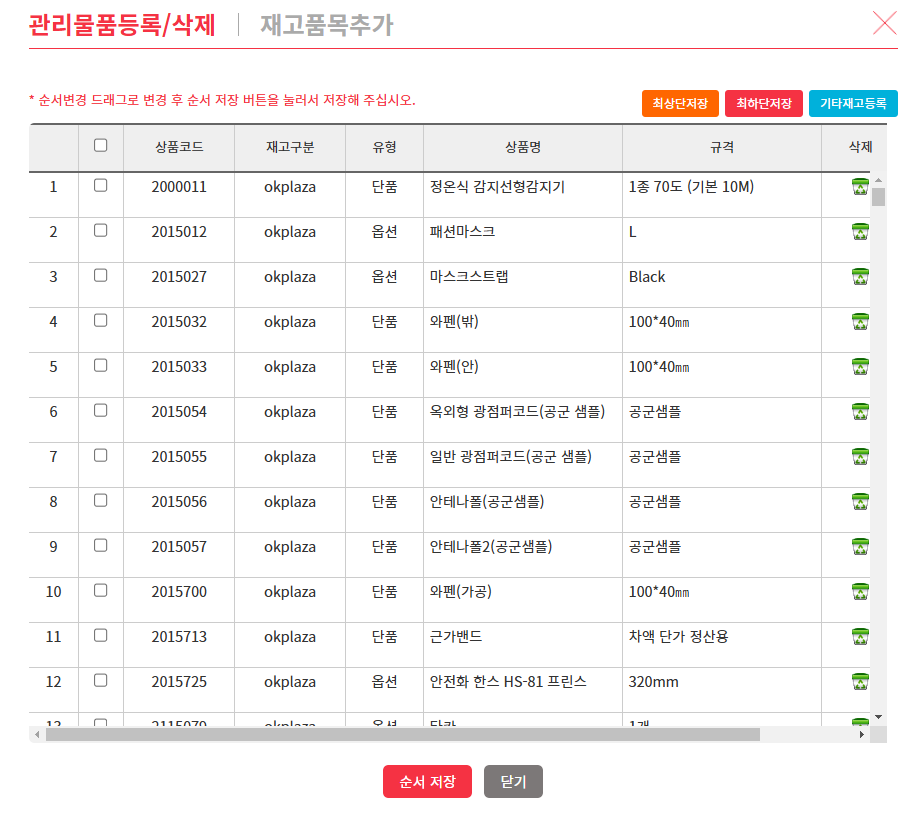 관리물품등록/삭제 | 재고품목추가
* 순서변경 드래그로 변경 후 순서 저장 버튼을 눌러서 저장해 주십시오.
최상단저장 최하단저장 기타재고등록
상품코드 재고구분 유형 상품명 규격 삭제
1 2000011 okplaza 단품 정온식 감지선형감지기 1종 70도 (기본 10M)
2 2015012 okplaza 옵션 패션마스크 L
3 2015027 okplaza 옵션 마스크스트랩 Black
4 2015032 okplaza 단품 와펜(밖) 100*40㎜
5 2015033 okplaza 단품 와펜(안) 100*40㎜
6 2015054 okplaza 단품 옥외형 광점퍼코드(공군 샘플) 공군샘플
7 2015055 okplaza 단품 일반 광점퍼코드(공군 샘플) 공군샘플
8 2015056 okplaza 단품 안테나폴(공군샘플) 공군샘플
9 2015057 okplaza 단품 안테나폴2(공군샘플) 공군샘플
10 2015700 okplaza 단품 와펜(가공) 100*40㎜
11 2015713 okplaza 단품 근가밴드 차액 단가 정산용
12 2015725 okplaza 옵션 안전화 한스 HS-81 프린스 320mm
13 okplaza 옵션
순서 저장 닫기